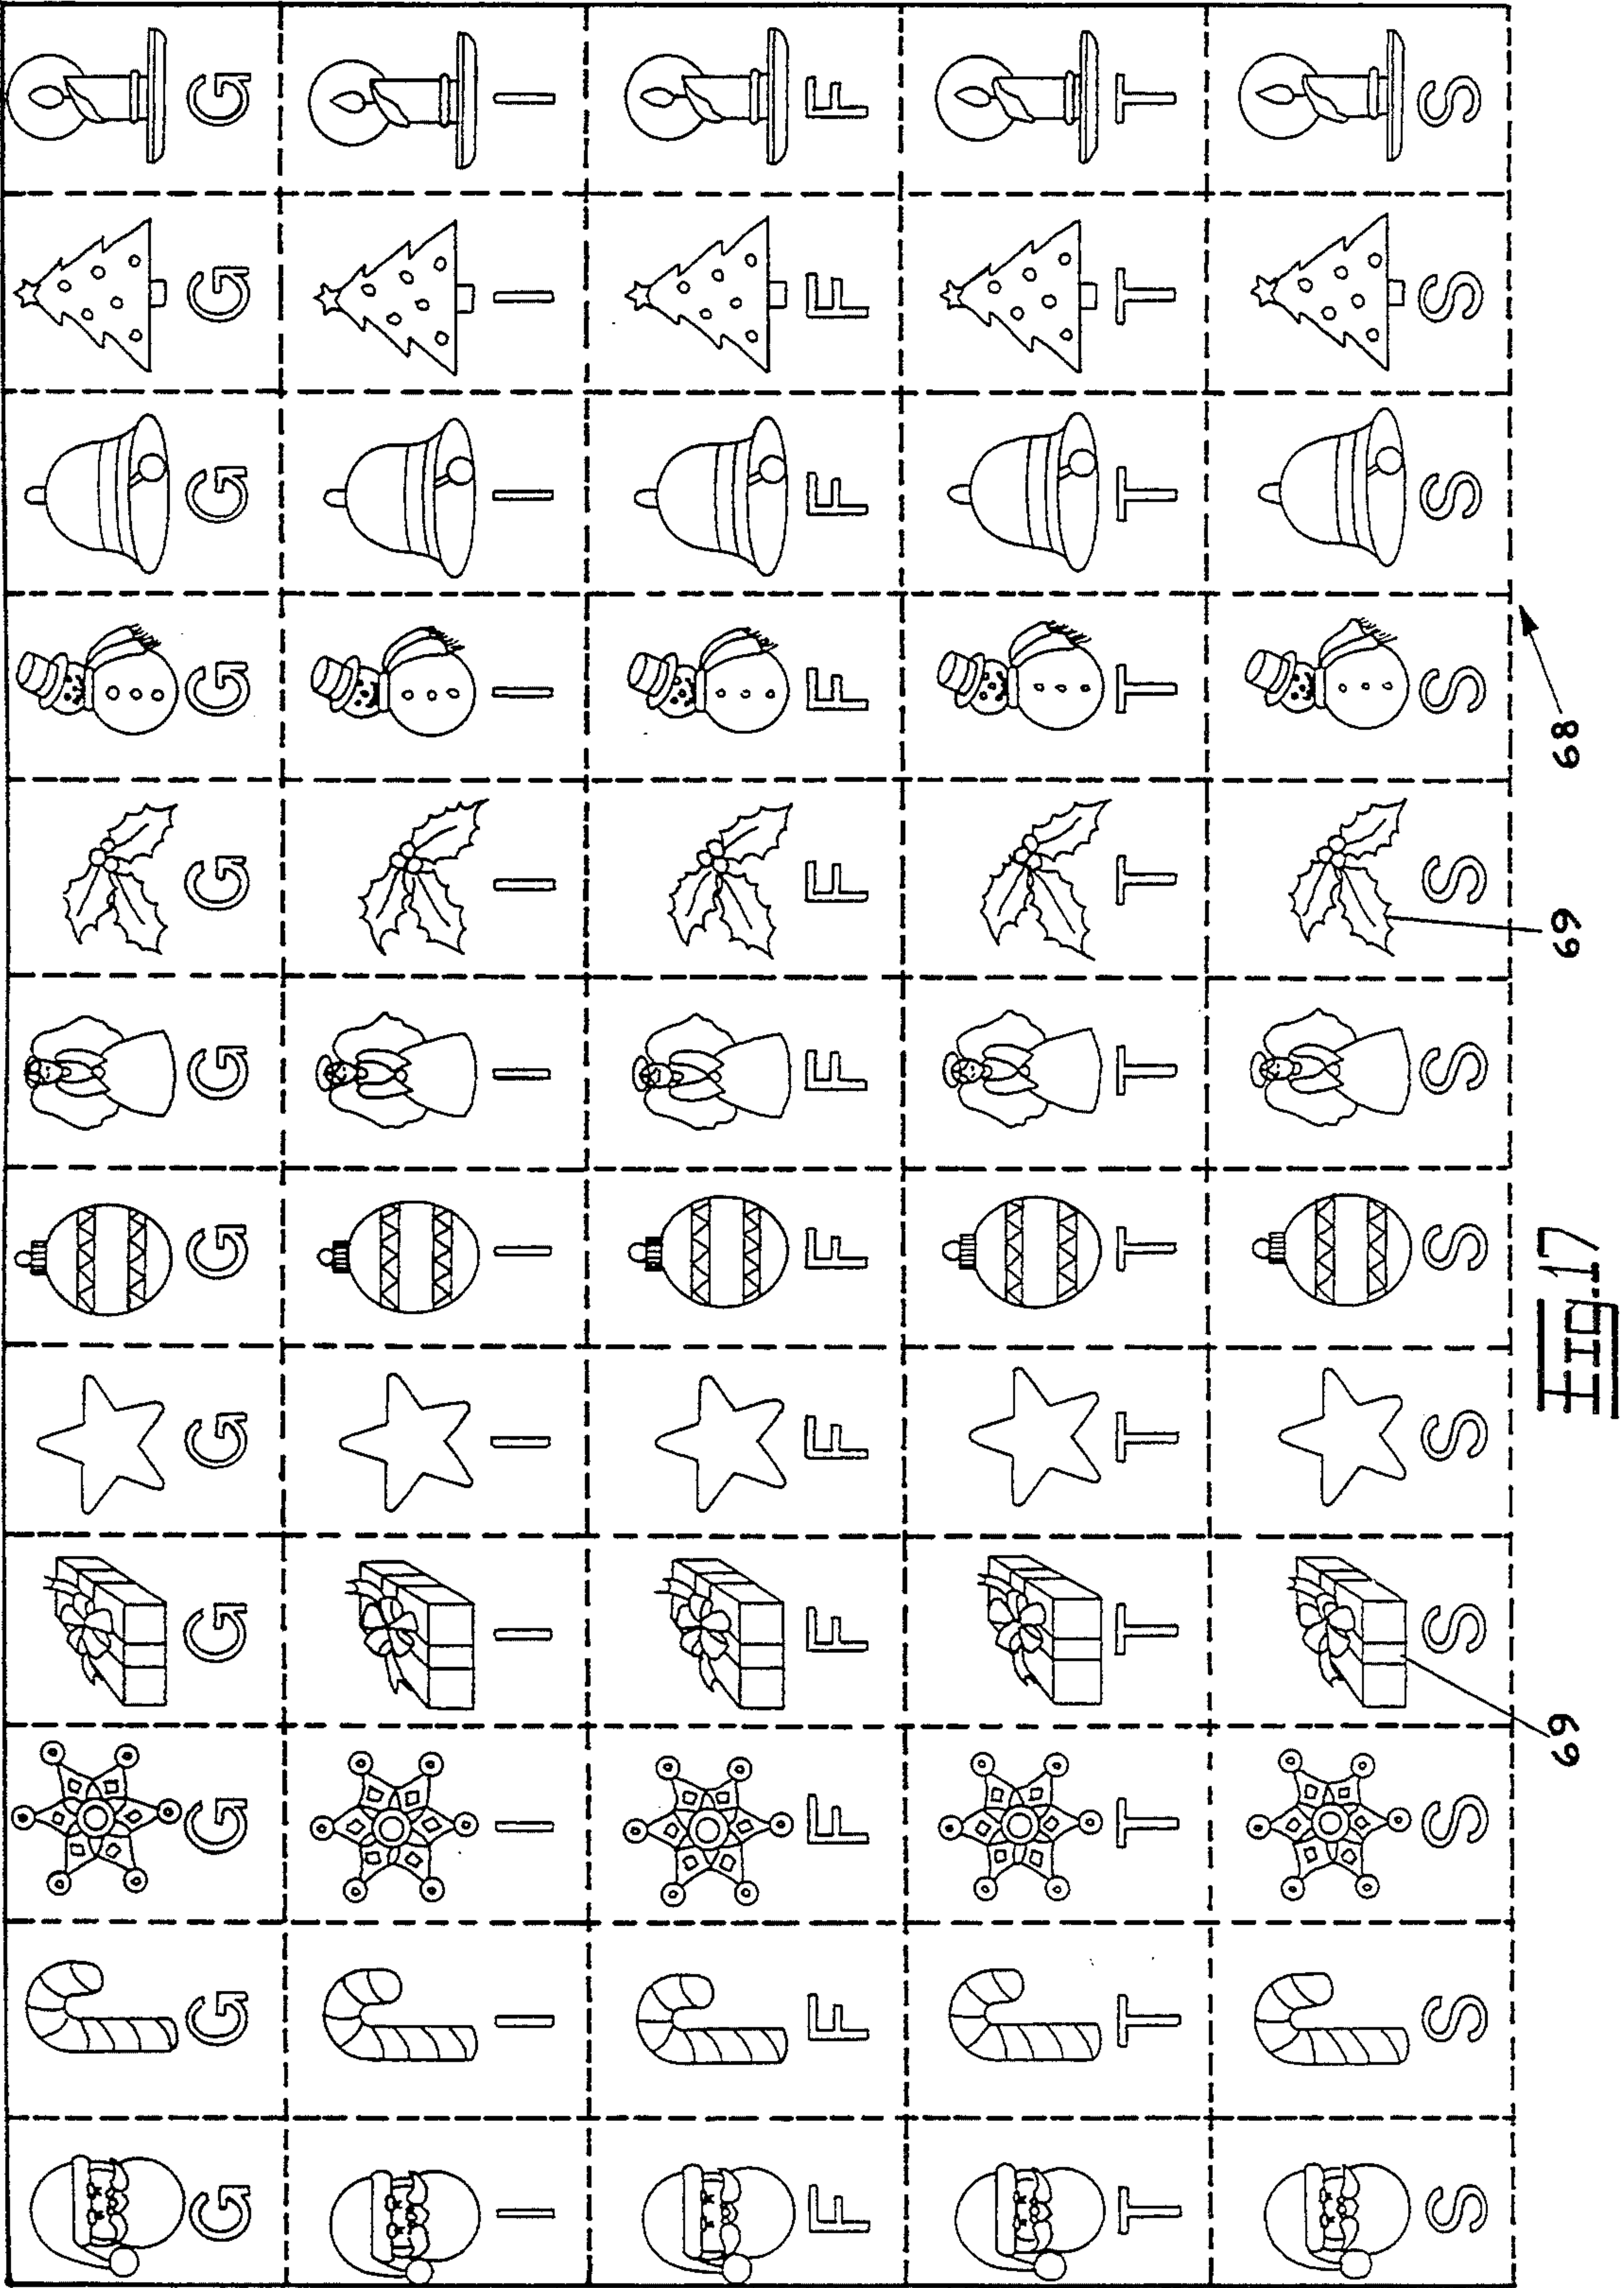 G G G G G G G G G G G G
I I I I I I I I I I I I
F F F F F F F F F F F F
T T T T T T T T T T T T
S S S S S S S S S S S S
69 69 68
Fig.17